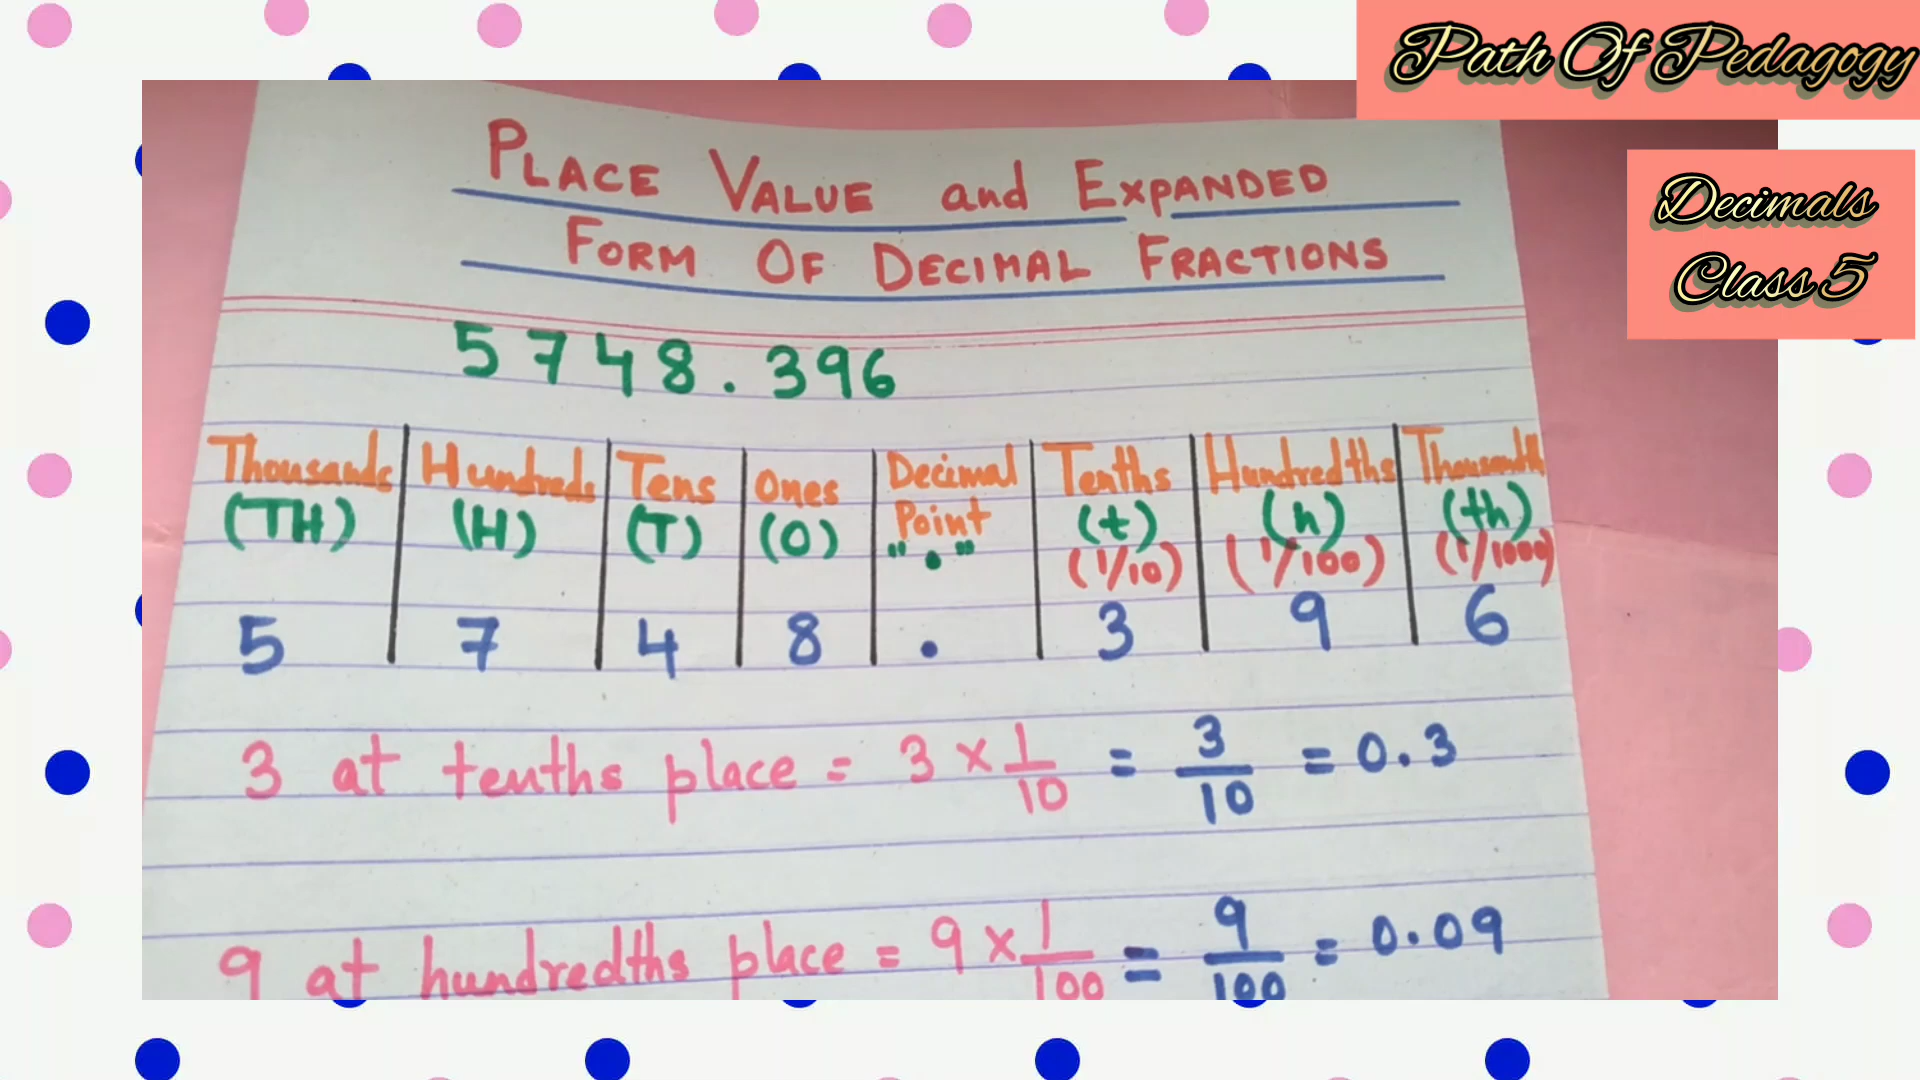 Path Of Pedagogy
Decimals
Class 5
PLACE VALUE and EXPANDED
FORM OF DECIMAL FRACTIONS
5748.396
Thousands Hundreds Tens Ones Decimal Point Tenths Hundredths Thousandth
(TH) (H) (T) (O) "." (t) (h) (th)
(1/10) (1/100) (1/1000)
5 7 4 8 . 3 9 6
3 at tenths place = 3 × 1/10 = 3/10 = 0.3
9 at hundredths place = 9 × 1/100 = 9/100 = 0.09